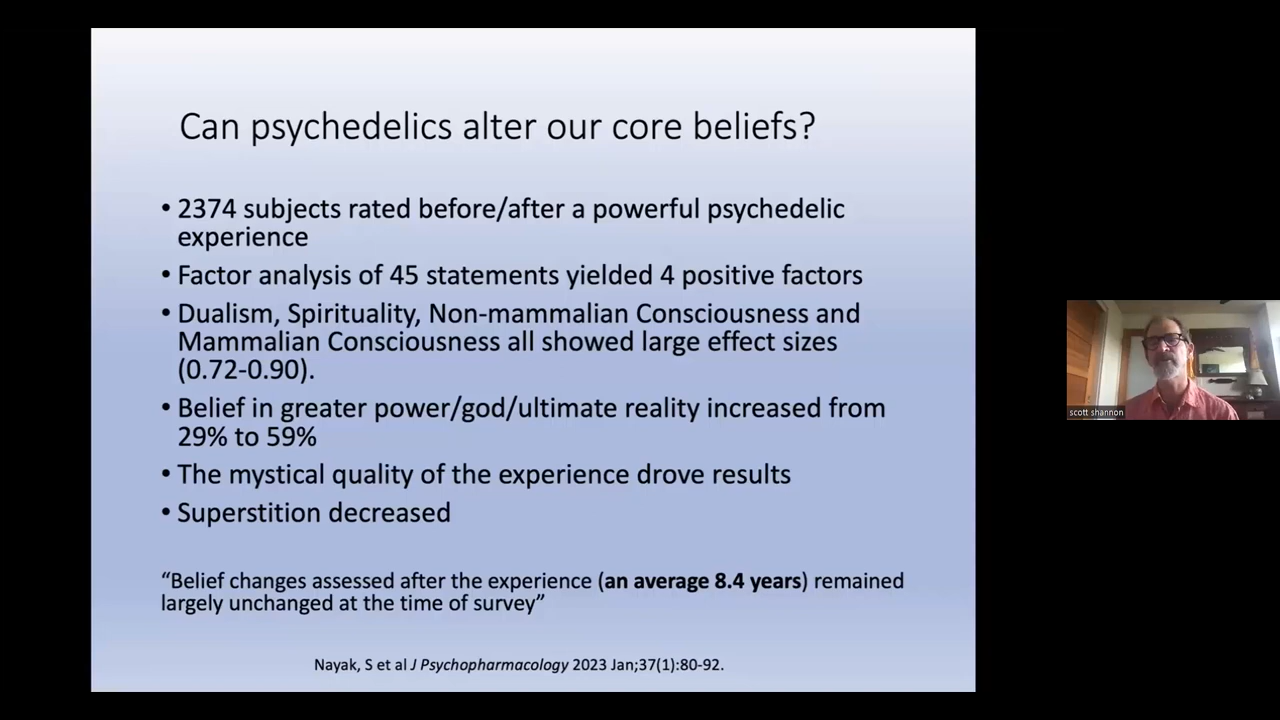 Can psychedelics alter our core beliefs?
• 2374 subjects rated before/after a powerful psychedelic
experience
• Factor analysis of 45 statements yielded 4 positive factors
• Dualism, Spirituality, Non-mammalian Consciousness and
Mammalian Consciousness all showed large effect sizes
(0.72-0.90).
• Belief in greater power/god/ultimate reality increased from
29% to 59%
• The mystical quality of the experience drove results
• Superstition decreased
“Belief changes assessed after the experience (an average 8.4 years) remained
largely unchanged at the time of survey”
Nayak, S et al J Psychopharmacology 2023 Jan;37(1):80-92.
scott shannon